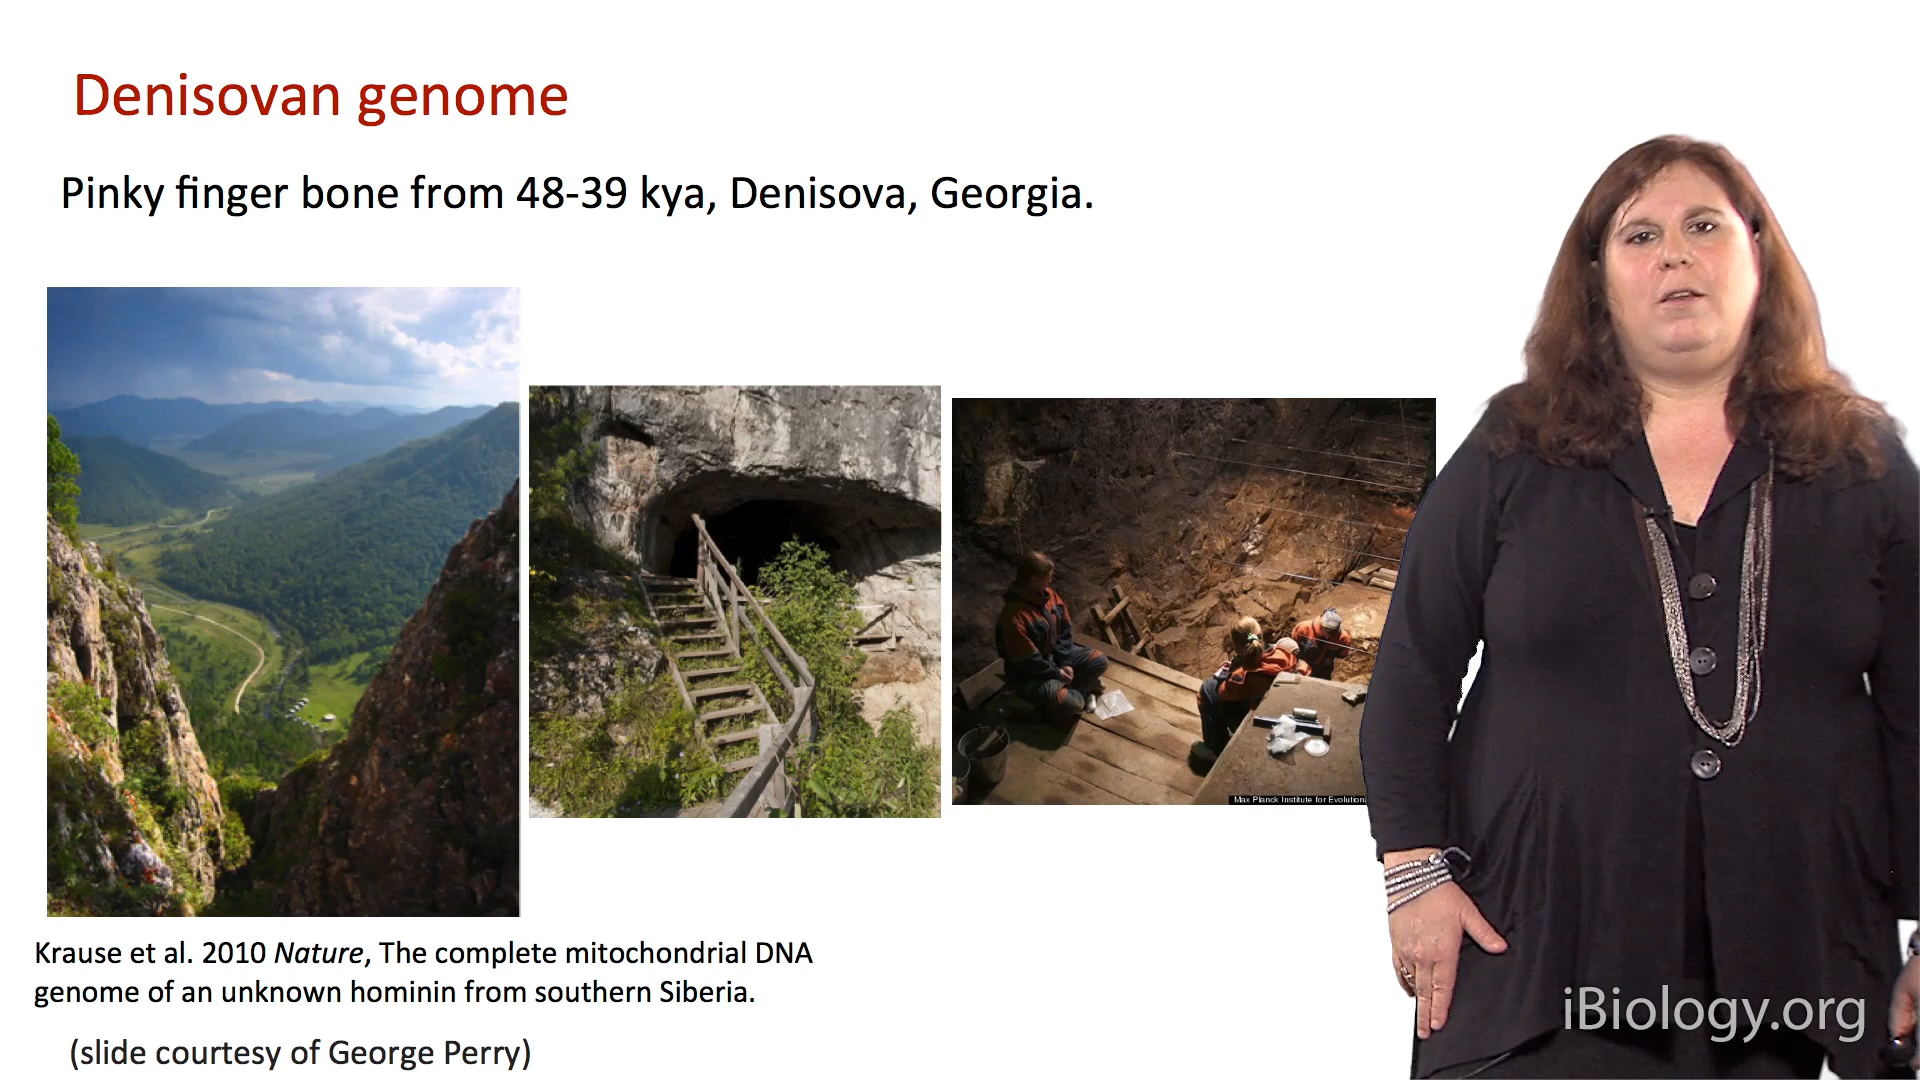 Denisovan genome
Pinky finger bone from 48-39 kya, Denisova, Georgia.
Max Planck Institute for Evolution
Krause et al. 2010 Nature, The complete mitochondrial DNA
genome of an unknown hominin from southern Siberia.
(slide courtesy of George Perry)
iBiology.org